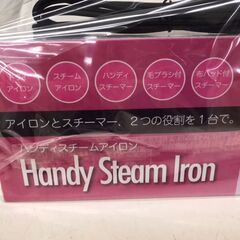 アイロン
スチーム
アイロン
ハンディ
スチーマー
毛ブラシ付
スチーマー
布パッド付
スチーマー
アイロンとスチーマー、2つの役割を1台で。
ハンディスチームアイロン
Handy Steam Iron